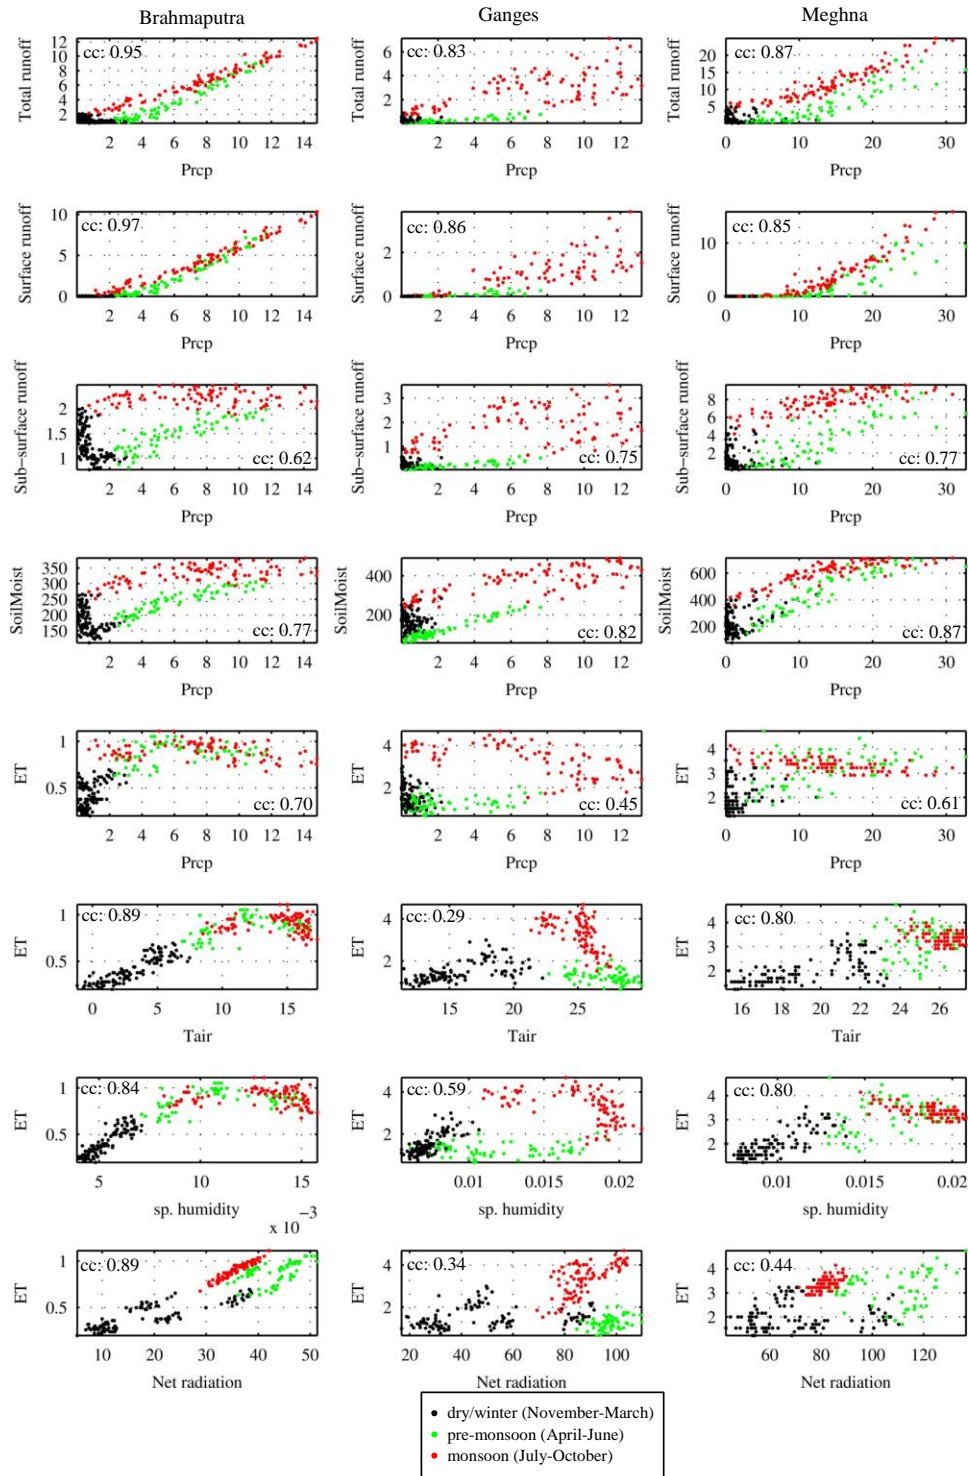 Brahmaputra Ganges Meghna
Total runoff 12 10 8 6 4 2 cc: 0.95 2 4 6 8 10 12 14 Prcp
Total runoff 6 4 2 cc: 0.83 2 4 6 8 10 12 Prcp
Total runoff 20 15 10 5 cc: 0.87 0 10 20 30 Prcp
Surface runoff 10 5 0 cc: 0.97 2 4 6 8 10 12 14 Prcp
Surface runoff 2 0 cc: 0.86 2 4 6 8 10 12 Prcp
Surface runoff 10 0 cc: 0.85 0 10 20 30 Prcp
Sub−surface runoff 2 1.5 1 cc: 0.62 2 4 6 8 10 12 14 Prcp
Sub−surface runoff 3 2 1 cc: 0.75 2 4 6 8 10 12 Prcp
Sub−surface runoff 8 6 4 2 cc: 0.77 0 10 20 30 Prcp
SoilMoist 350 300 250 200 150 cc: 0.77 2 4 6 8 10 12 14 Prcp
SoilMoist 400 200 cc: 0.82 2 4 6 8 10 12 Prcp
SoilMoist 600 400 200 cc: 0.87 0 10 20 30 Prcp
ET 1 0.5 cc: 0.70 2 4 6 8 10 12 14 Prcp
ET 4 2 cc: 0.45 2 4 6 8 10 12 Prcp
ET 4 3 2 cc: 0.61 0 10 20 30 Prcp
ET 1 0.5 cc: 0.89 0 5 10 15 Tair
ET 4 2 cc: 0.29 15 20 25 Tair
ET 4 3 2 cc: 0.80 16 18 20 22 24 26 Tair
ET 1 0.5 cc: 0.84 5 10 15 sp. humidity x 10−3
ET 4 2 cc: 0.59 0.01 0.015 0.02 sp. humidity
ET 4 3 2 cc: 0.80 0.01 0.015 0.02 sp. humidity
ET 1 0.5 cc: 0.89 10 20 30 40 50 Net radiation
ET 4 2 cc: 0.34 20 40 60 80 100 Net radiation
ET 4 3 2 cc: 0.44 60 80 100 120 Net radiation
dry/winter (November-March)
pre-monsoon (April-June)
monsoon (July-October)